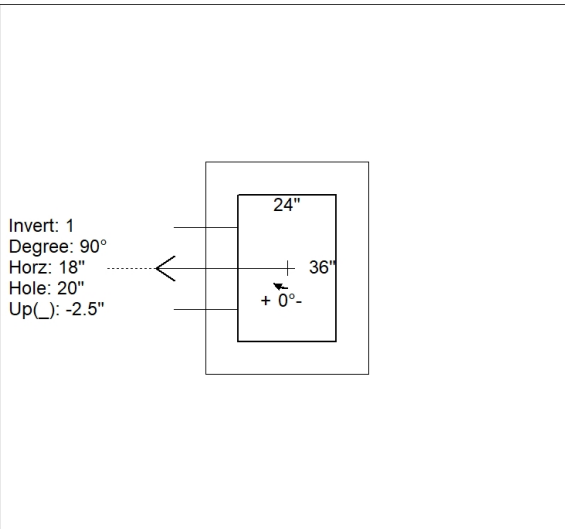 24"
Invert: 1
Degree: 90°
Horz: 18"
36"
Hole: 20"
+ 0°-
Up(_): -2.5"